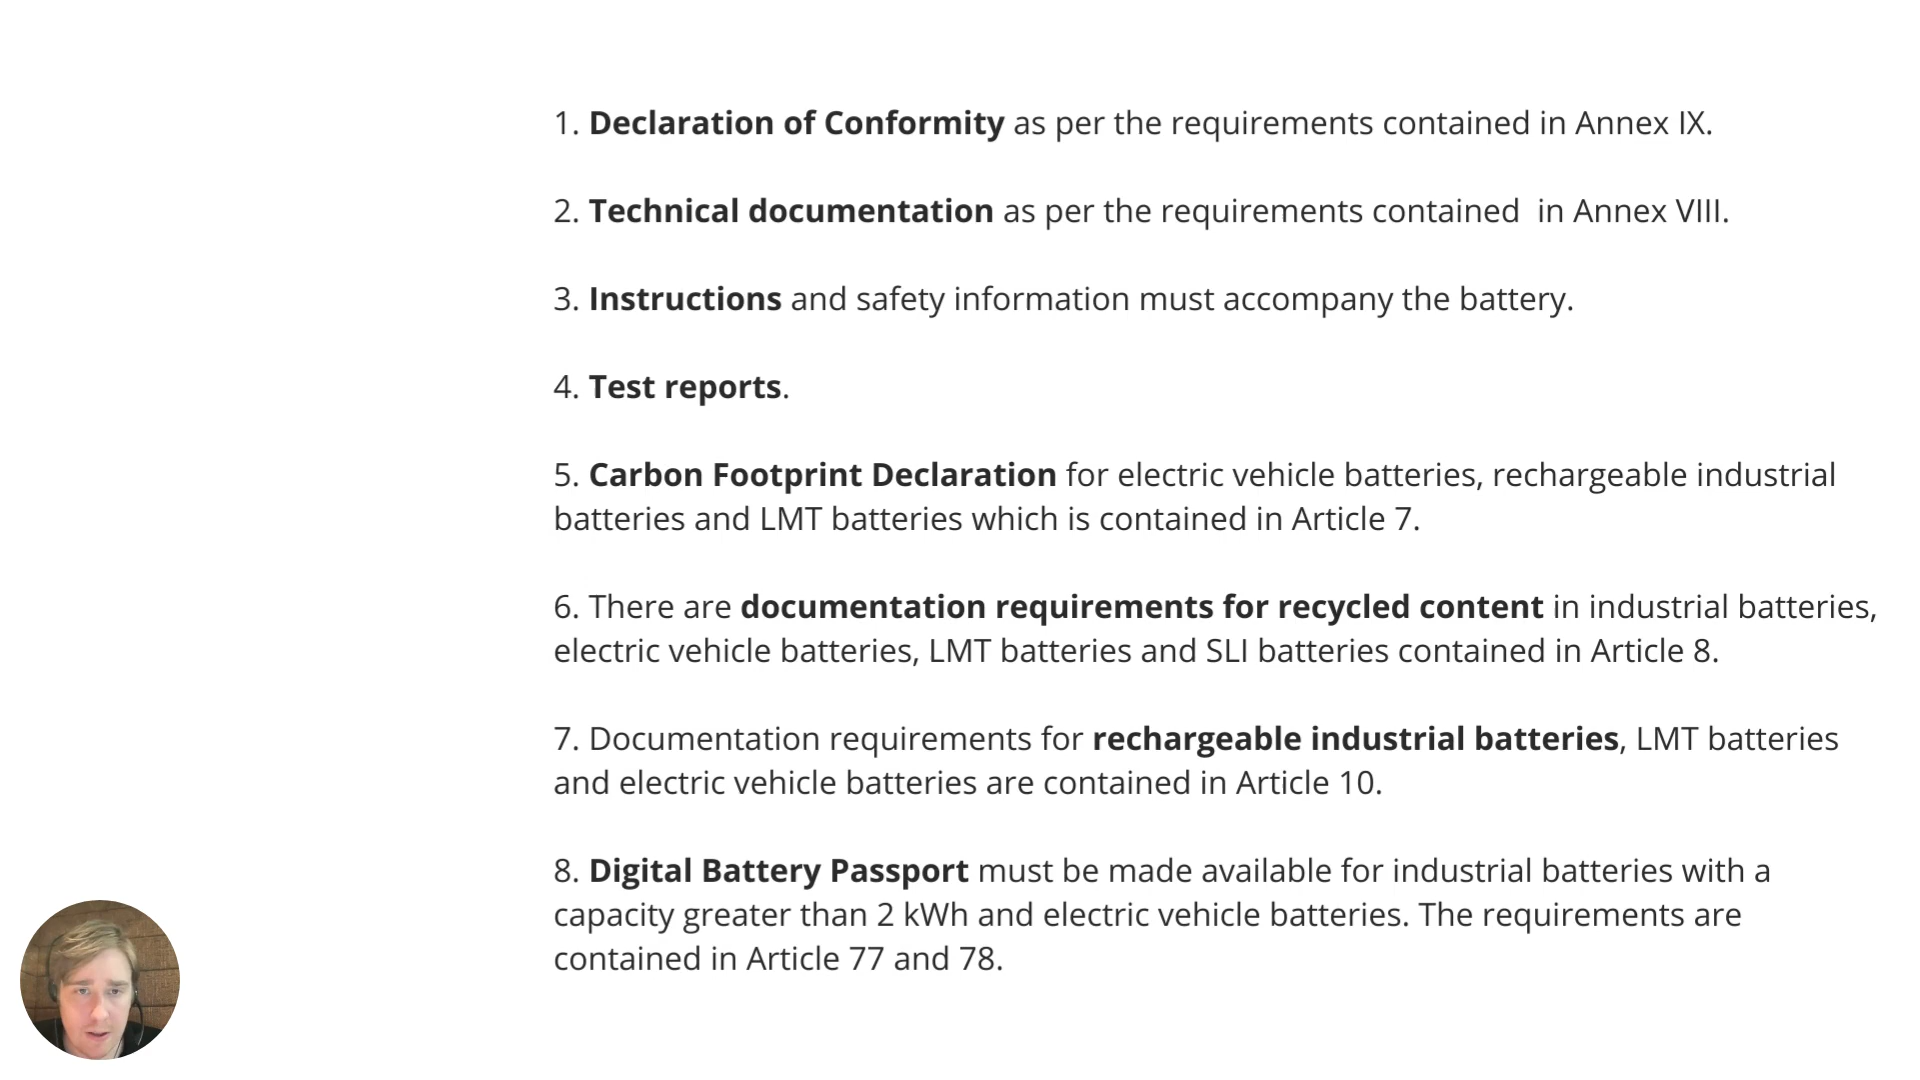 1. Declaration of Conformity as per the requirements contained in Annex IX.
2. Technical documentation as per the requirements contained  in Annex VIII.
3. Instructions and safety information must accompany the battery.
4. Test reports.
5. Carbon Footprint Declaration for electric vehicle batteries, rechargeable industrial
batteries and LMT batteries which is contained in Article 7.
6. There are documentation requirements for recycled content in industrial batteries,
electric vehicle batteries, LMT batteries and SLI batteries contained in Article 8.
7. Documentation requirements for rechargeable industrial batteries, LMT batteries
and electric vehicle batteries are contained in Article 10.
8. Digital Battery Passport must be made available for industrial batteries with a
capacity greater than 2 kWh and electric vehicle batteries. The requirements are
contained in Article 77 and 78.